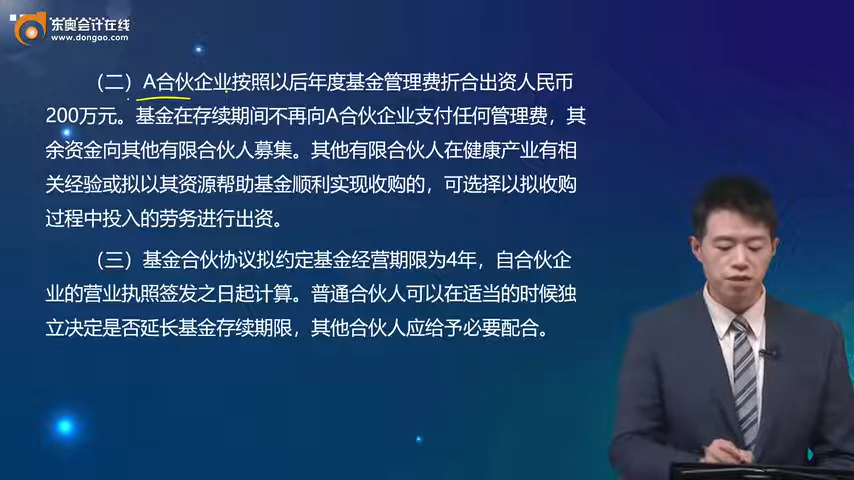 东奥会计在线
www.dongao.com
（二）A合伙企业按照以后年度基金管理费折合出资人民币
200万元。基金在存续期间不再向A合伙企业支付任何管理费，其
余资金向其他有限合伙人募集。其他有限合伙人在健康产业有相
关经验或拟以其资源帮助基金顺利实现收购的，可选择以拟收购
过程中投入的劳务进行出资。
（三）基金合伙协议拟约定基金经营期限为4年，自合伙企
业的营业执照签发之日起计算。普通合伙人可以在适当的时候独
立决定是否延长基金存续期限，其他合伙人应给予必要配合。